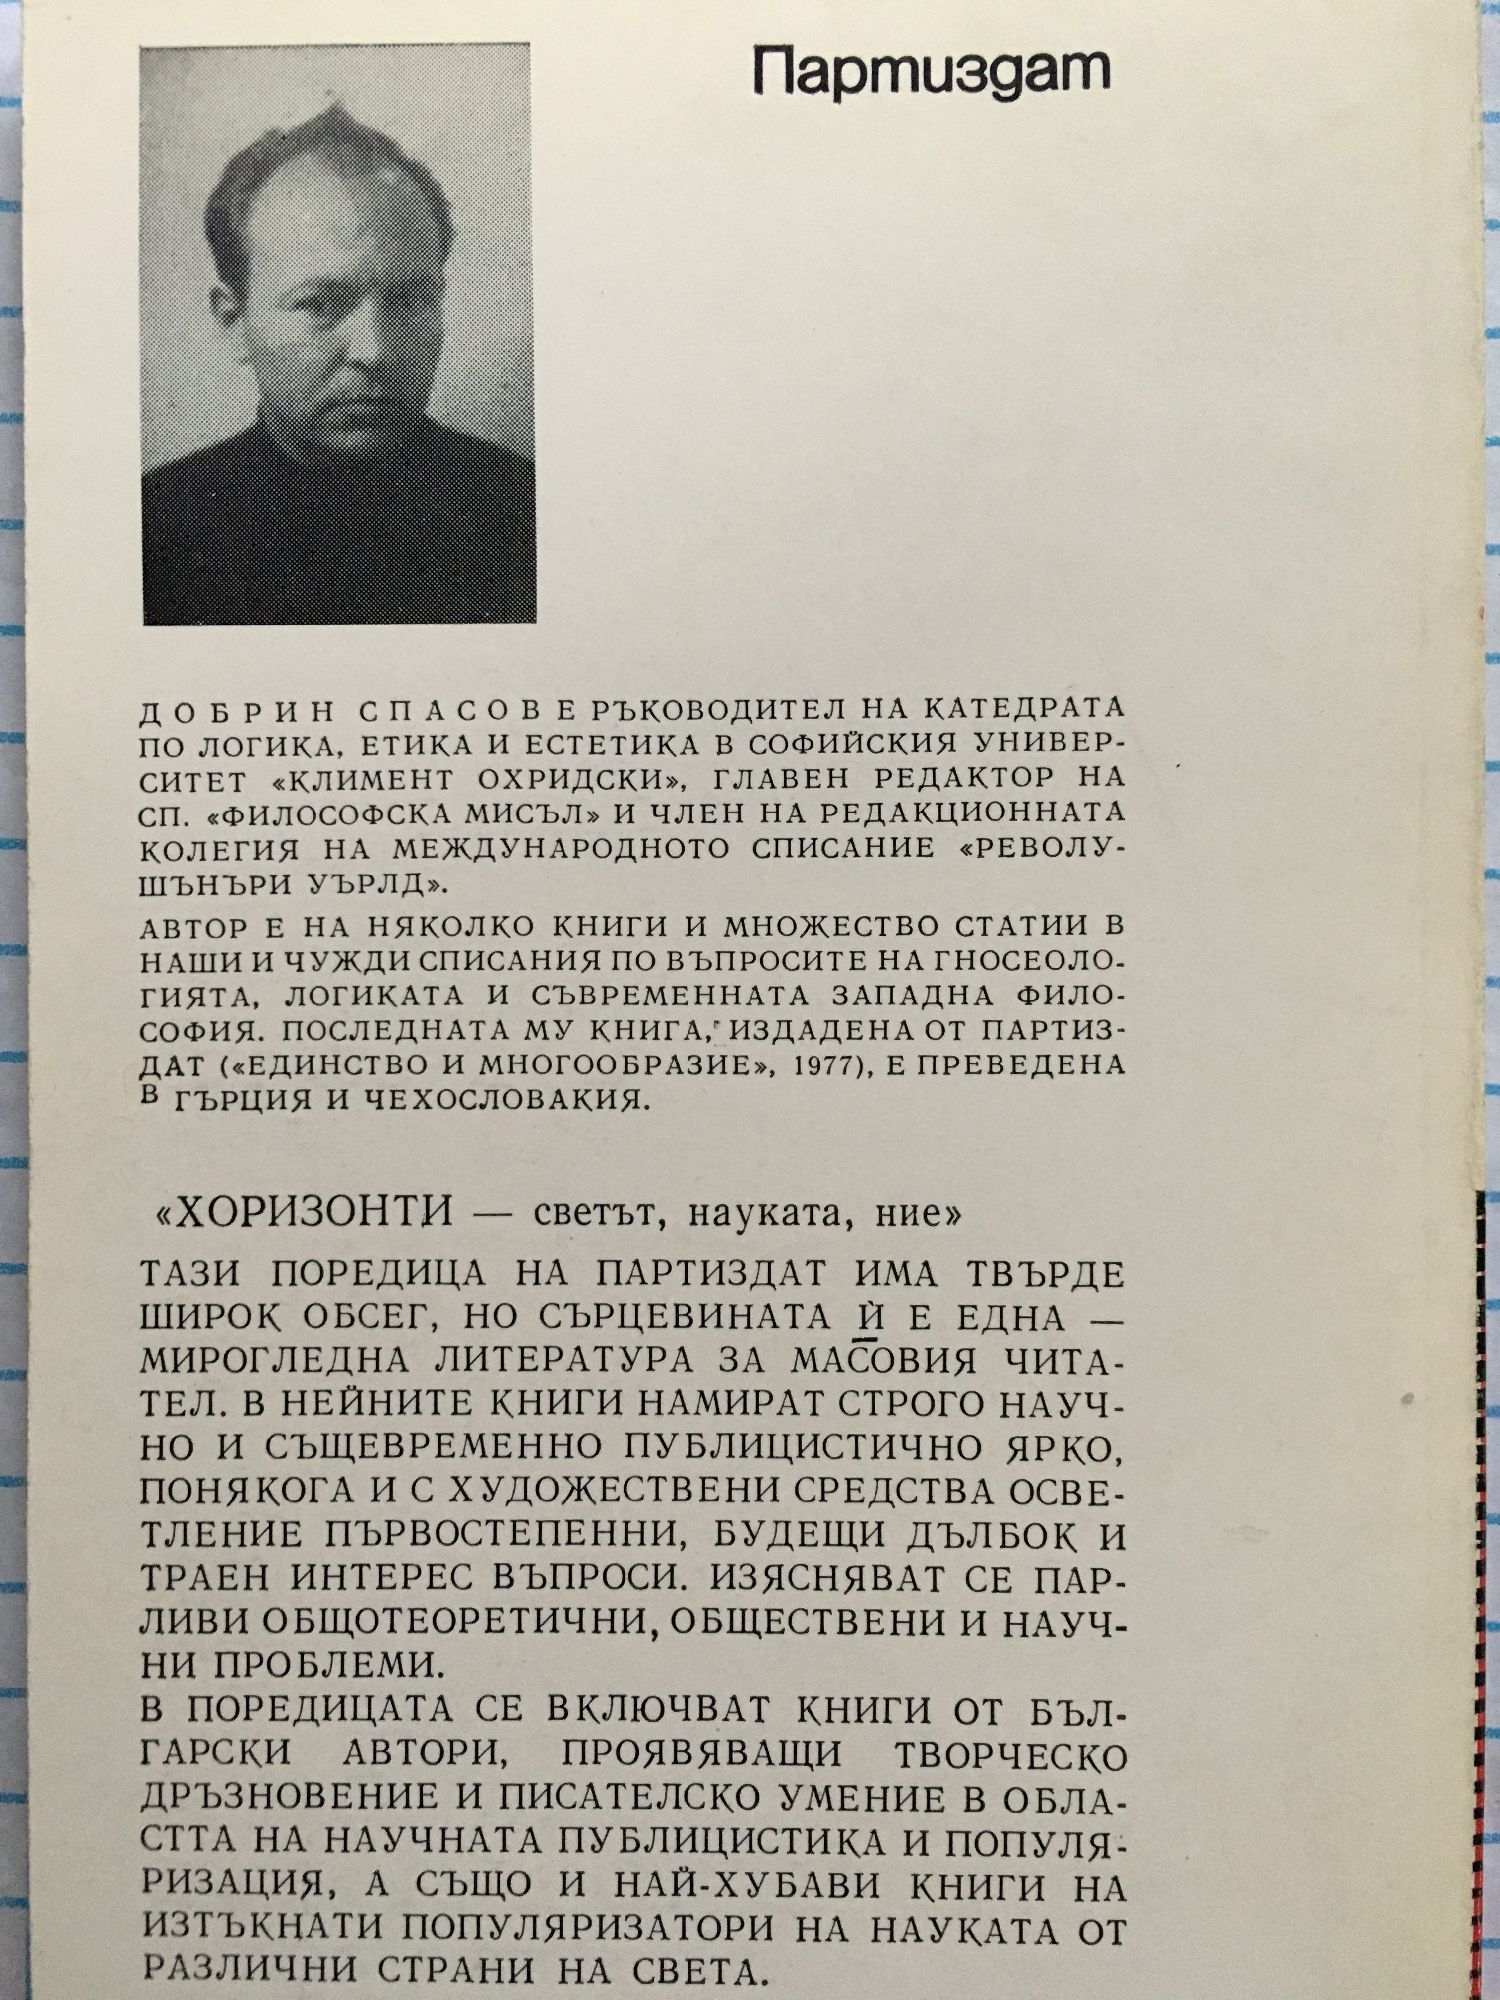 Партиздат
ДОБРИН СПАСОВ Е РЪКОВОДИТЕЛ НА КАТЕДРАТА
ПО ЛОГИКА, ЕТИКА И ЕСТЕТИКА В СОФИЙСКИЯ УНИВЕР-
СИТЕТ «КЛИМЕНТ ОХРИДСКИ», ГЛАВЕН РЕДАКТОР НА
СП. «ФИЛОСОФСКА МИСЪЛ» И ЧЛЕН НА РЕДАКЦИОННАТА
КОЛЕГИЯ НА МЕЖДУНАРОДНОТО СПИСАНИЕ «РЕВОЛУ-
ШЪНЪРИ УЪРЛД».
АВТОР Е НА НЯКОЛКО КНИГИ И МНОЖЕСТВО СТАТИИ В
НАШИ И ЧУЖДИ СПИСАНИЯ ПО ВЪПРОСИТЕ НА ГНОСЕОЛО-
ГИЯТА, ЛОГИКАТА И СЪВРЕМЕННАТА ЗАПАДНА ФИЛО-
СОФИЯ. ПОСЛЕДНАТА МУ КНИГА, ИЗДАДЕНА ОТ ПАРТИЗ-
ДАТ («ЕДИНСТВО И МНОГООБРАЗИЕ», 1977), Е ПРЕВЕДЕНА
В ГЪРЦИЯ И ЧЕХОСЛОВАКИЯ.
«ХОРИЗОНТИ — светът, науката, ние»
ТАЗИ ПОРЕДИЦА НА ПАРТИЗДАТ ИМА ТВЪРДЕ
ШИРОК ОБСЕГ, НО СЪРЦЕВИНАТА Ѝ Е ЕДНА —
МИРОГЛЕДНА ЛИТЕРАТУРА ЗА МАСОВИЯ ЧИТА-
ТЕЛ. В НЕЙНИТЕ КНИГИ НАМИРАТ СТРОГО НАУЧ-
НО И СЪЩЕВРЕМЕННО ПУБЛИЦИСТИЧНО ЯРКО,
ПОНЯКОГА И С ХУДОЖЕСТВЕНИ СРЕДСТВА ОСВЕ-
ТЛЕНИЕ ПЪРВОСТЕПЕННИ, БУДЕЩИ ДЪЛБОК И
ТРАЕН ИНТЕРЕС ВЪПРОСИ. ИЗЯСНЯВАТ СЕ ПАР-
ЛИВИ ОБЩОТЕОРЕТИЧНИ, ОБЩЕСТВЕНИ И НАУЧ-
НИ ПРОБЛЕМИ.
В ПОРЕДИЦАТА СЕ ВКЛЮЧВАТ КНИГИ ОТ БЪЛ-
ГАРСКИ АВТОРИ, ПРОЯВЯВАЩИ ТВОРЧЕСКО
ДРЪЗНОВЕНИЕ И ПИСАТЕЛСКО УМЕНИЕ В ОБЛА-
СТТА НА НАУЧНАТА ПУБЛИЦИСТИКА И ПОПУЛЯ-
РИЗАЦИЯ, А СЪЩО И НАЙ-ХУБАВИ КНИГИ НА
ИЗТЪКНАТИ ПОПУЛЯРИЗАТОРИ НА НАУКАТА ОТ
РАЗЛИЧНИ СТРАНИ НА СВЕТА.